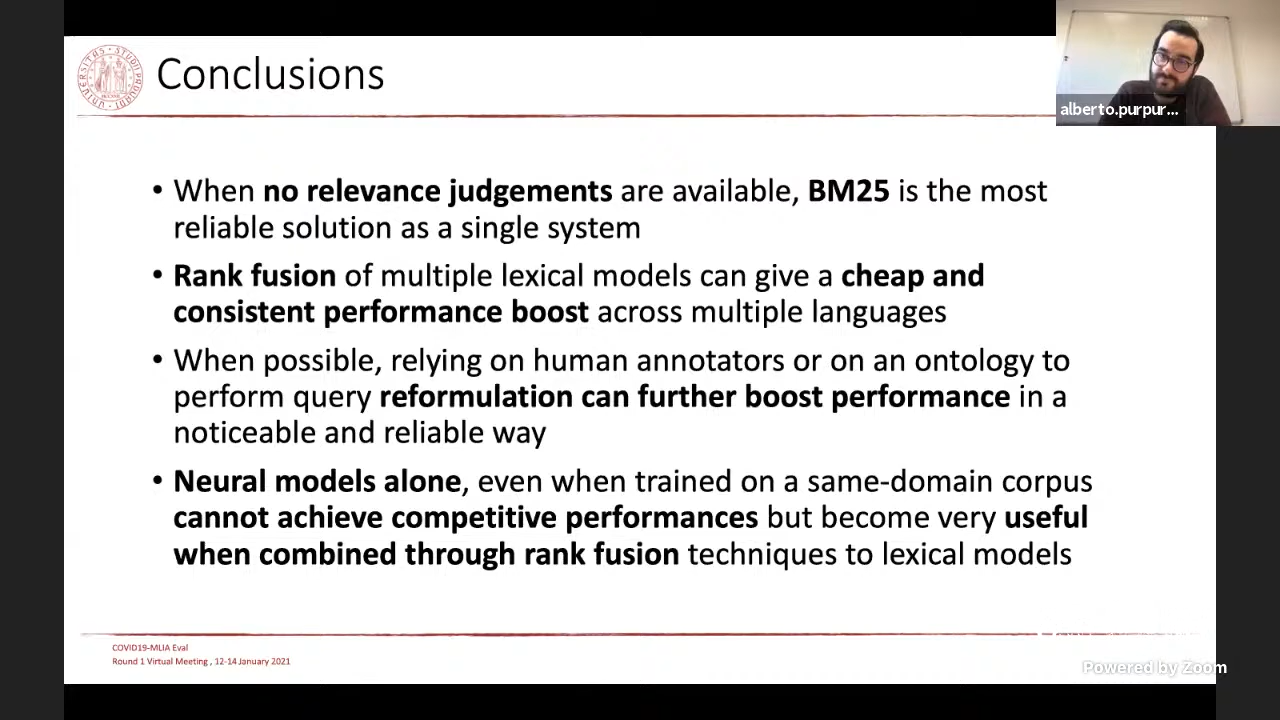 Conclusions
alberto.purpur...
• When no relevance judgements are available, BM25 is the most
reliable solution as a single system
• Rank fusion of multiple lexical models can give a cheap and
consistent performance boost across multiple languages
• When possible, relying on human annotators or on an ontology to
perform query reformulation can further boost performance in a
noticeable and reliable way
• Neural models alone, even when trained on a same-domain corpus
cannot achieve competitive performances but become very useful
when combined through rank fusion techniques to lexical models
COVID19-MLIA Eval
Round 1 Virtual Meeting , 12-14 January 2021
Powered by Zoom